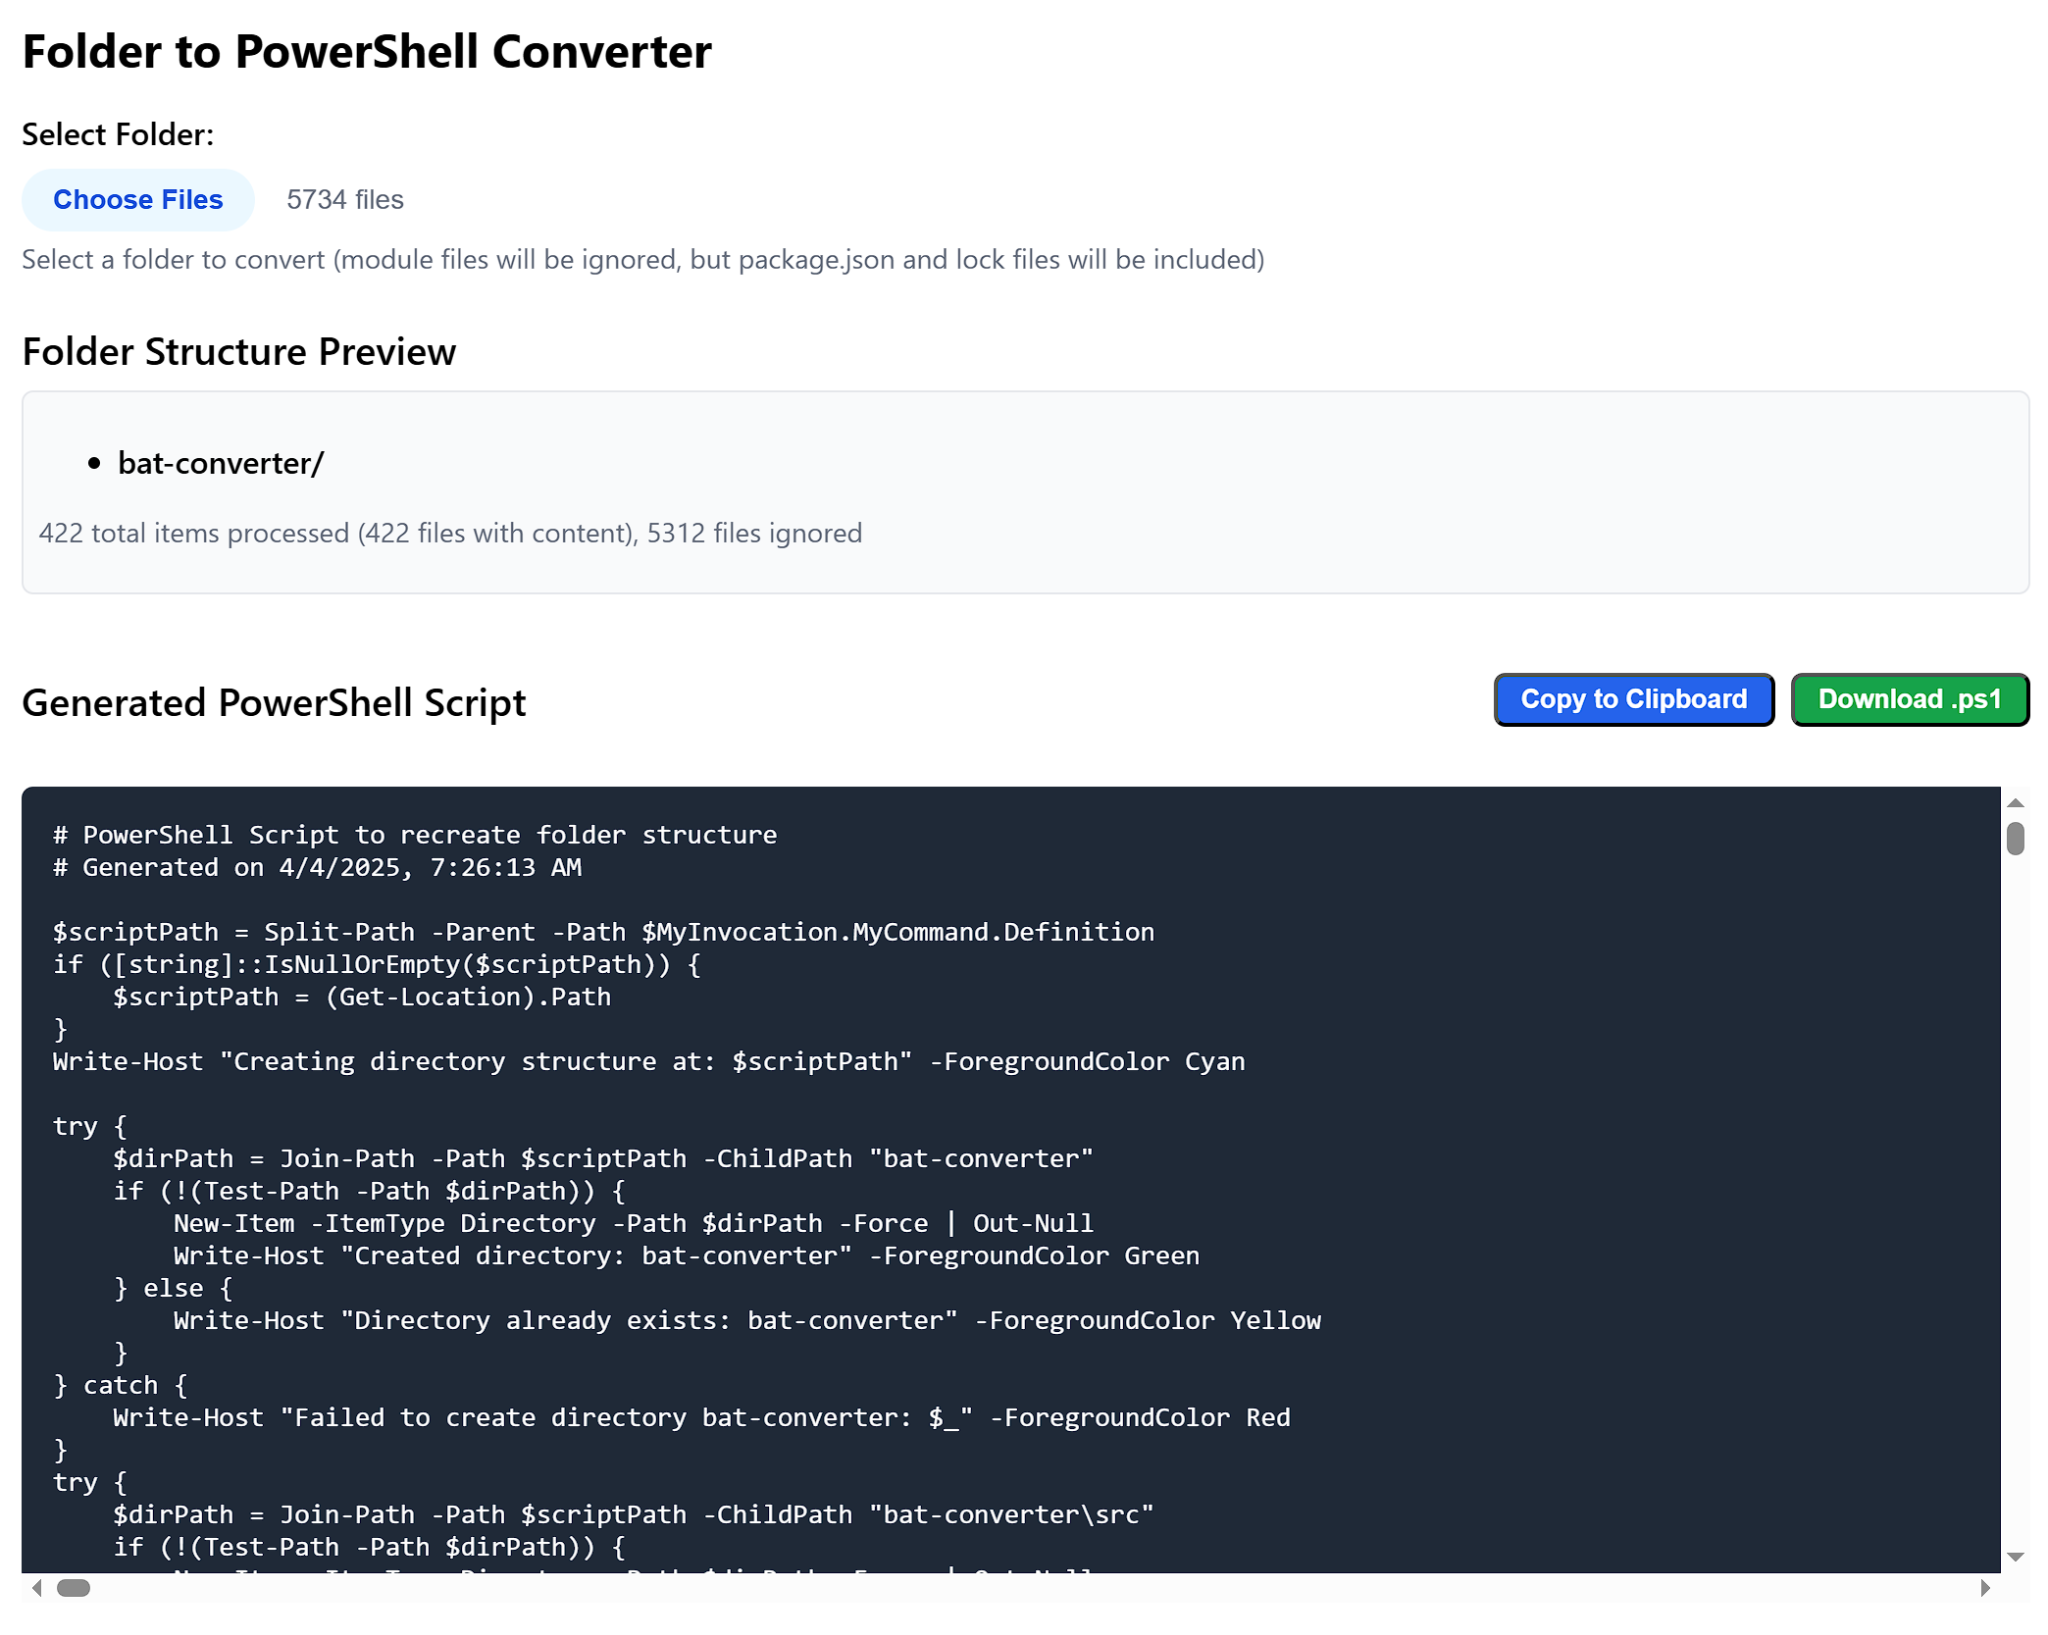 Folder to PowerShell Converter
Select Folder:
Choose Files 5734 files
Select a folder to convert (module files will be ignored, but package.json and lock files will be included)
Folder Structure Preview
• bat-converter/
422 total items processed (422 files with content), 5312 files ignored
Generated PowerShell Script
Copy to Clipboard
Download .ps1
# PowerShell Script to recreate folder structure
# Generated on 4/4/2025, 7:26:13 AM

$scriptPath = Split-Path -Parent -Path $MyInvocation.MyCommand.Definition
if ([string]::IsNullOrEmpty($scriptPath)) {
    $scriptPath = (Get-Location).Path
}
Write-Host "Creating directory structure at: $scriptPath" -ForegroundColor Cyan

try {
    $dirPath = Join-Path -Path $scriptPath -ChildPath "bat-converter"
    if (!(Test-Path -Path $dirPath)) {
        New-Item -ItemType Directory -Path $dirPath -Force | Out-Null
        Write-Host "Created directory: bat-converter" -ForegroundColor Green
    } else {
        Write-Host "Directory already exists: bat-converter" -ForegroundColor Yellow
    }
} catch {
    Write-Host "Failed to create directory bat-converter: $_" -ForegroundColor Red
}
try {
    $dirPath = Join-Path -Path $scriptPath -ChildPath "bat-converter\src"
    if (!(Test-Path -Path $dirPath)) {